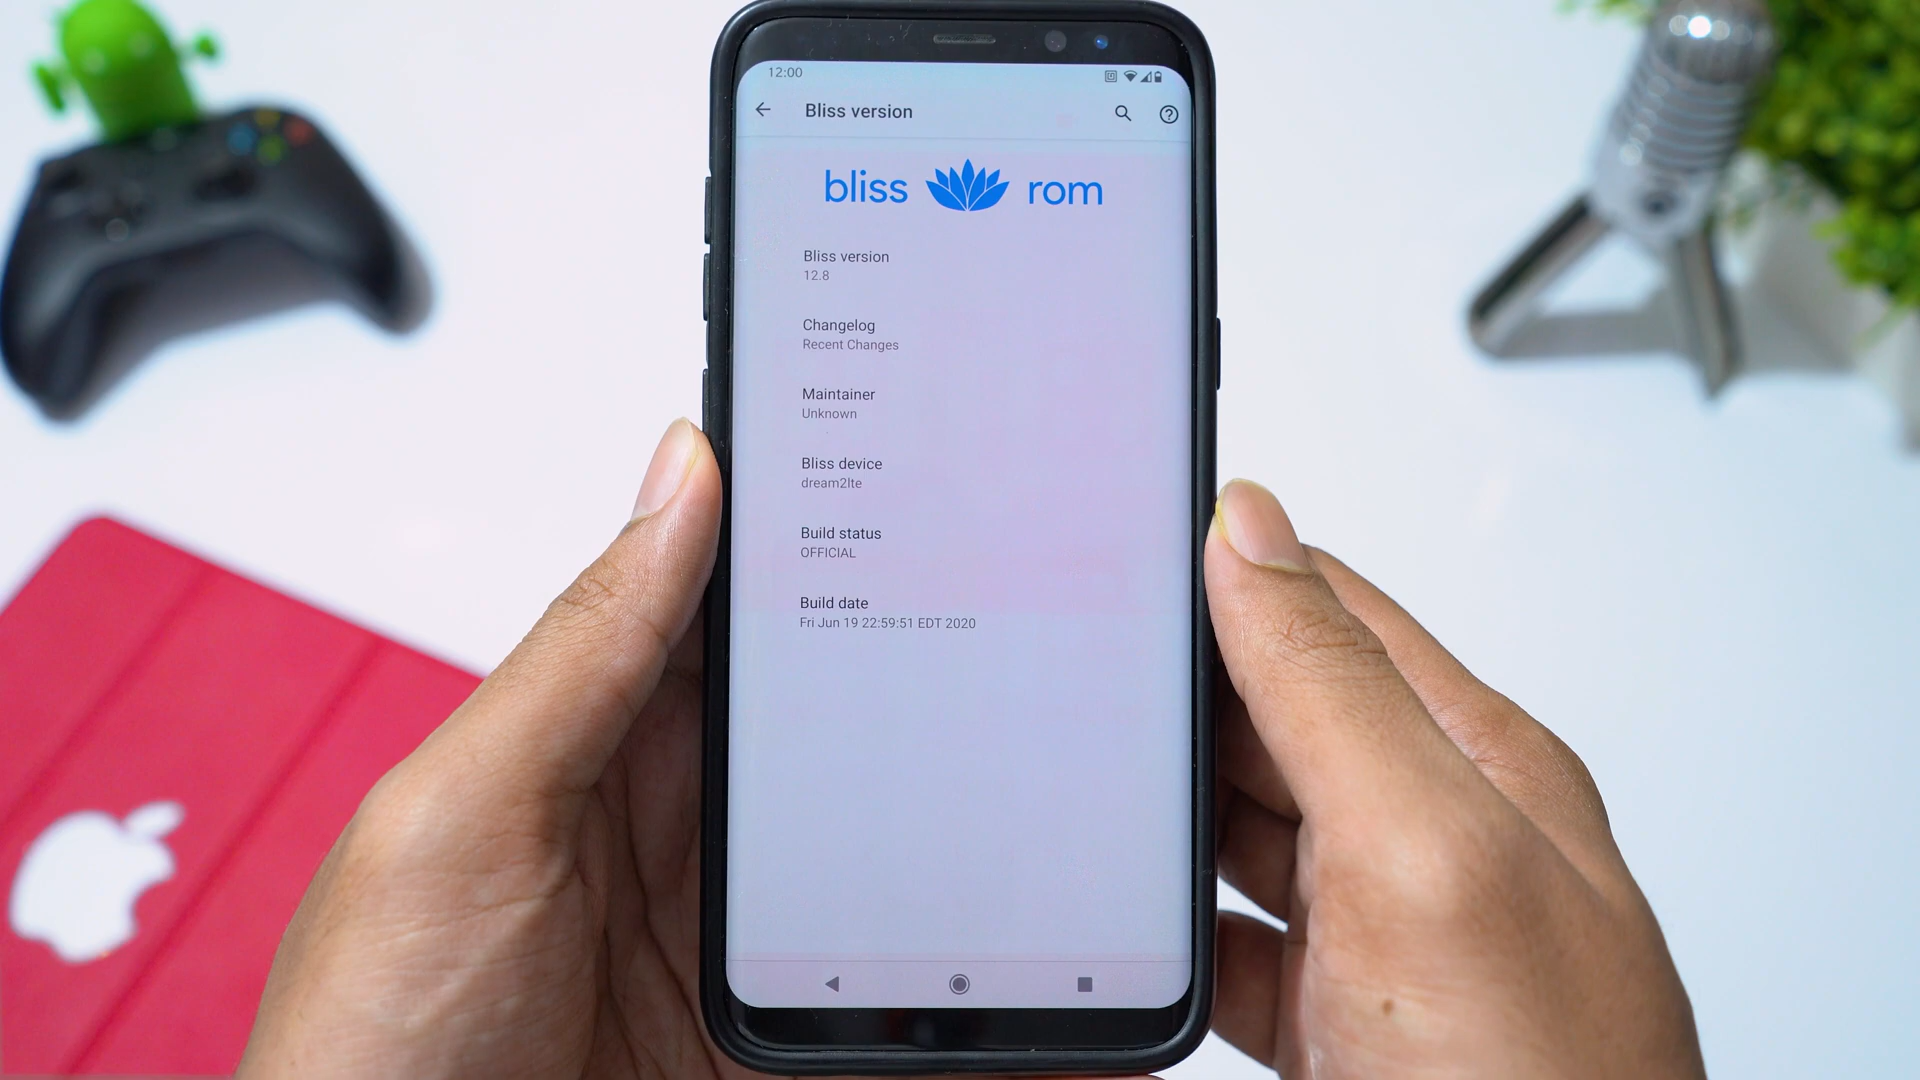 12:00
Bliss version
bliss rom
Bliss version
12.8
Changelog
Recent Changes
Maintainer
Unknown
Bliss device
dream2lte
Build status
OFFICIAL
Build date
Fri Jun 19 22:59:51 EDT 2020